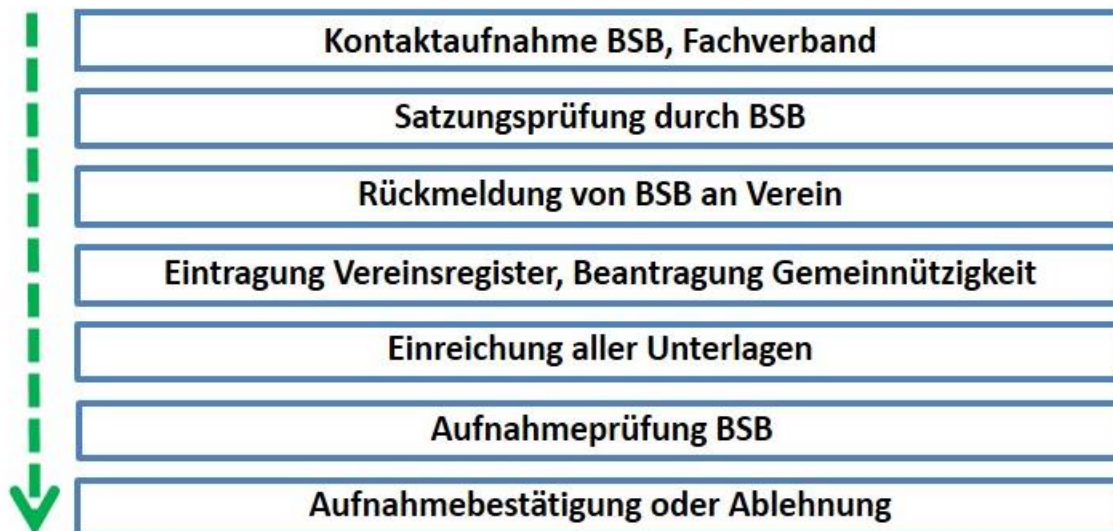 Kontaktaufnahme BSB, Fachverband
Satzungsprüfung durch BSB
Rückmeldung von BSB an Verein
Eintragung Vereinsregister, Beantragung Gemeinnützigkeit
Einreichung aller Unterlagen
Aufnahmeprüfung BSB
Aufnahmebestätigung oder Ablehnung